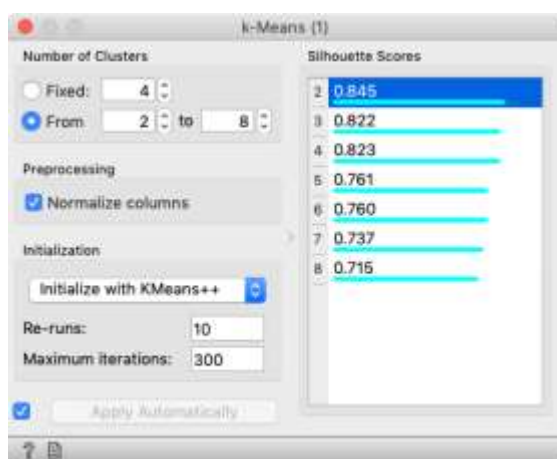 k-Means (1)
Number of Clusters
Fixed: 4
From 2 to 8
Preprocessing
Normalize columns
Initialization
Initialize with KMeans++
Re-runs: 10
Maximum iterations: 300
Apply Automatically
?
Silhouette Scores
2 0.845
3 0.822
4 0.823
5 0.761
6 0.760
7 0.737
8 0.715